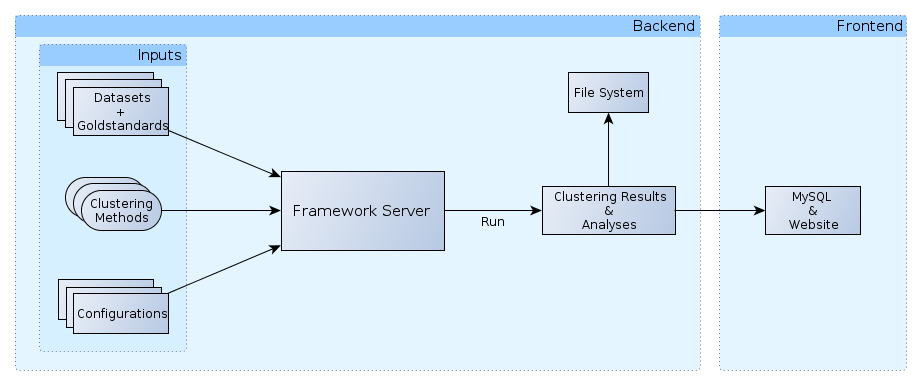 Backend
Frontend
Inputs
Datasets
+
Goldstandards
File System
Clustering
Methods
Framework Server
Run
Clustering Results
&
Analyses
MySQL
&
Website
Configurations